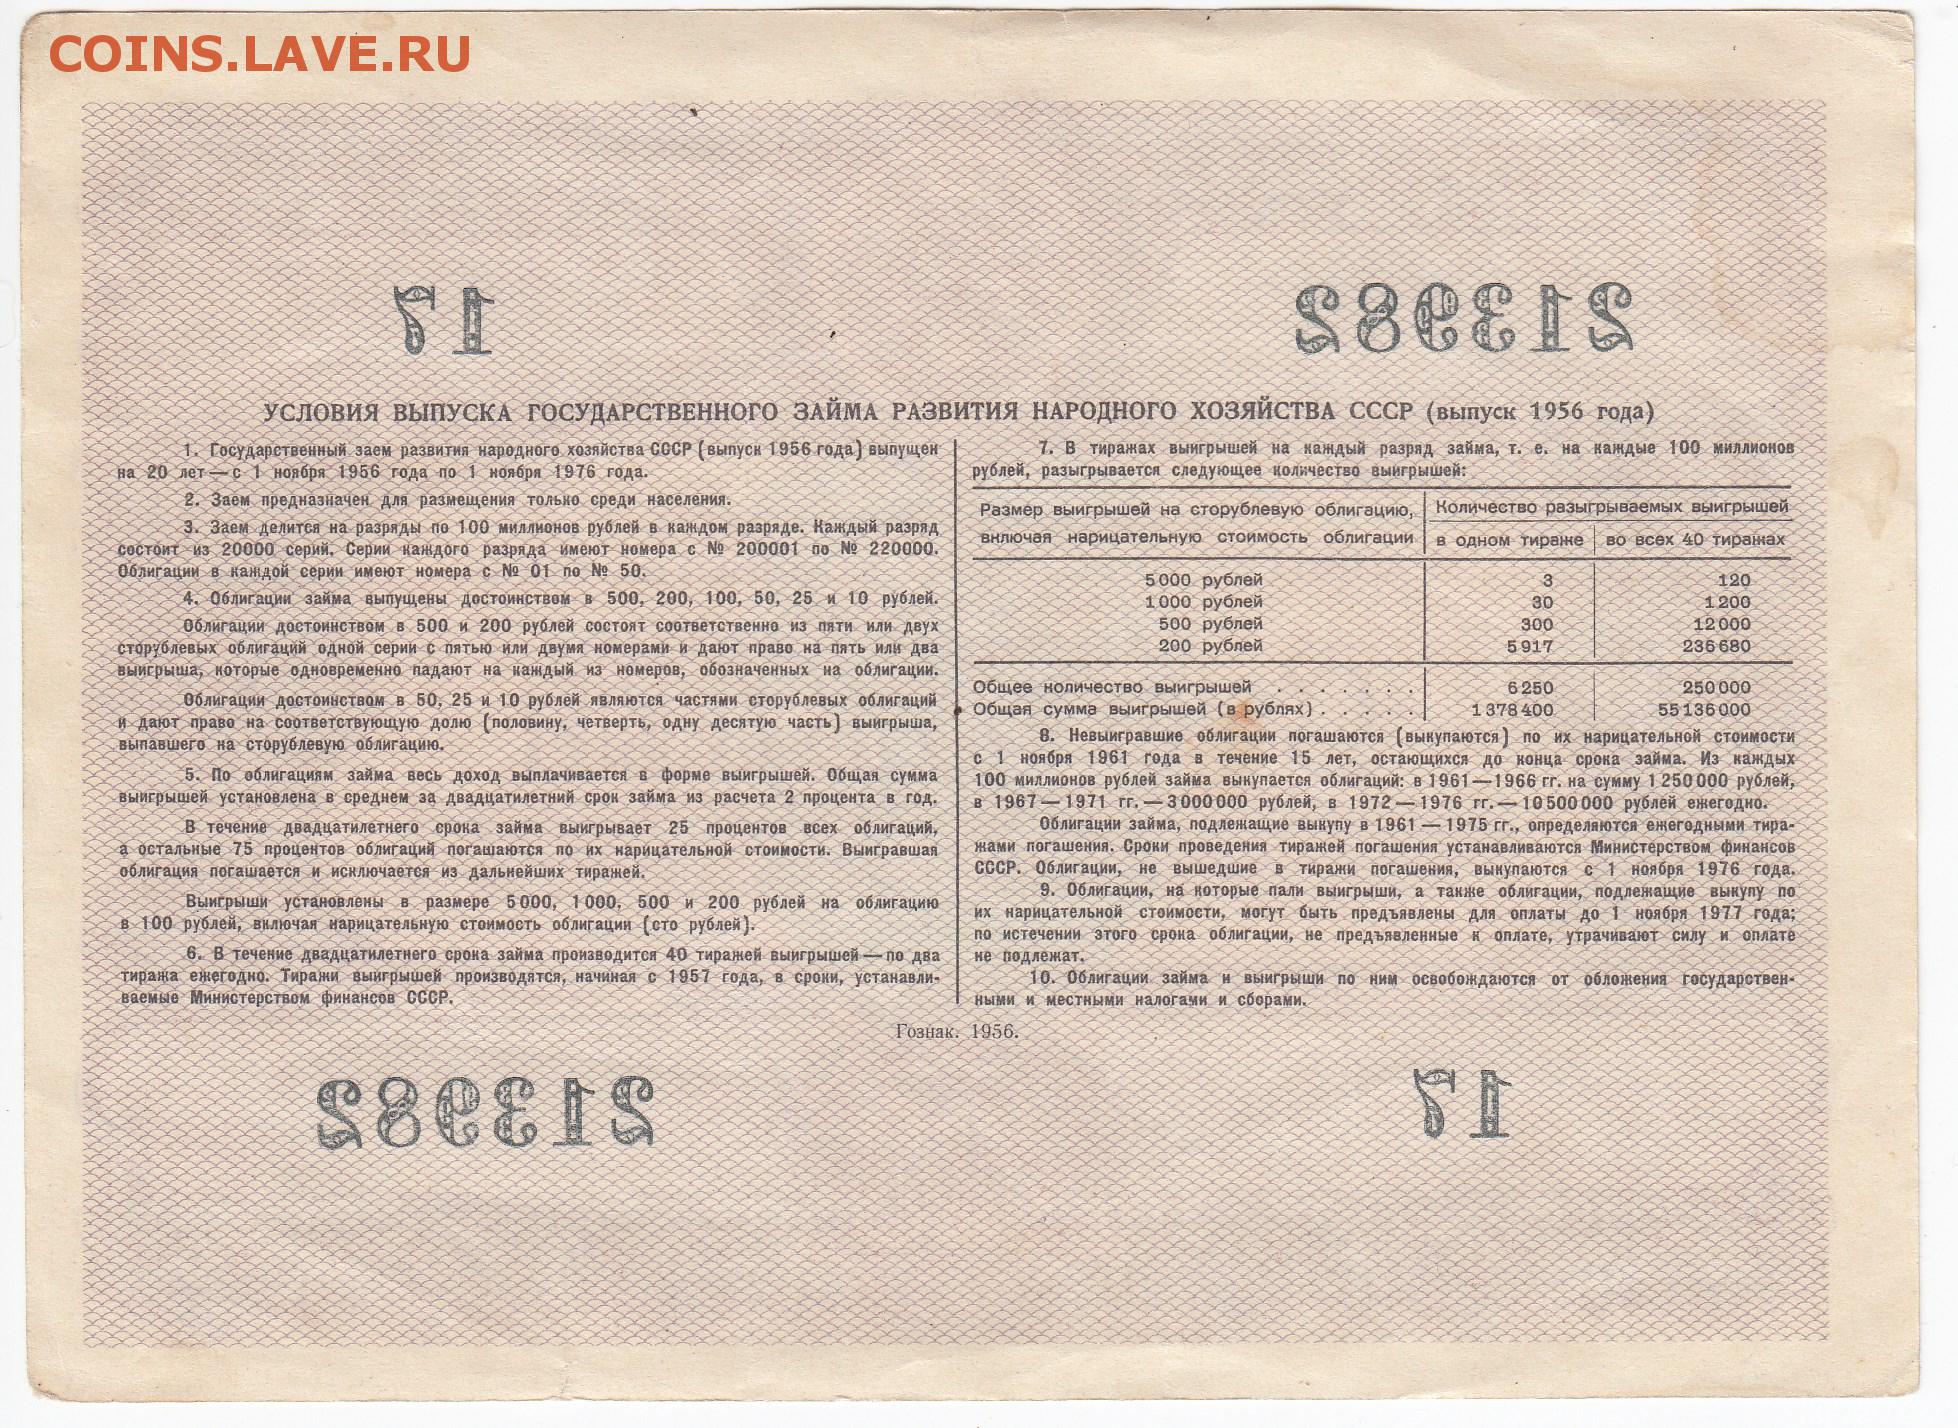 COINS.LAVE.RU
17
213982
УСЛОВИЯ ВЫПУСКА ГОСУДАРСТВЕННОГО ЗАЙМА РАЗВИТИЯ НАРОДНОГО ХОЗЯЙСТВА СССР (выпуск 1956 года)
1. Государственный заем развития народного хозяйства СССР (выпуск 1956 года) выпущен
на 20 лет — с 1 ноября 1956 года по 1 ноября 1976 года.
2. Заем предназначен для размещения только среди населения.
3. Заем делится на разряды по 100 миллионов рублей в каждом разряде. Каждый разряд
состоит из 20000 серий. Серии каждого разряда имеют номера с № 200001 по № 220000.
Облигации в каждой серии имеют номера с № 01 по № 50.
4. Облигации займа выпущены достоинством в 500, 200, 100, 50, 25 и 10 рублей.
Облигации достоинством в 500 и 200 рублей состоят соответственно из пяти или двух
сторублевых облигаций одной серии с пятью или двумя номерами и дают право на пять или два
выигрыша, которые одновременно падают на каждый из номеров, обозначенных на облигации.
Облигации достоинством в 50, 25 и 10 рублей являются частями сторублевых облигаций
и дают право на соответствующую долю (половину, четверть, одну десятую часть) выигрыша,
выпавшего на сторублевую облигацию.
5. По облигациям займа весь доход выплачивается в форме выигрышей. Общая сумма
выигрышей установлена в среднем за двадцатилетний срок займа из расчета 2 процента в год.
В течение двадцатилетнего срока займа выигрывает 25 процентов всех облигаций,
а остальные 75 процентов облигаций погашаются по их нарицательной стоимости. Выигравшая
облигация погашается и исключается из дальнейших тиражей.
Выигрыши установлены в размере 5000, 1000, 500 и 200 рублей на облигацию
в 100 рублей, включая нарицательную стоимость облигации (сто рублей).
6. В течение двадцатилетнего срока займа производится 40 тиражей выигрышей — по два
тиража ежегодно. Тиражи выигрышей производятся, начиная с 1957 года, в сроки, устанавли-
ваемые Министерством финансов СССР.
7. В тиражах выигрышей на каждый разряд займа, т. е. на каждые 100 миллионов
рублей, разыгрывается следующее количество выигрышей:
Размер выигрышей на сторублевую облигацию, Количество разыгрываемых выигрышей
включая нарицательную стоимость облигации в одном тираже во всех 40 тиражах
5000 рублей 3 120
1000 рублей 30 1200
500 рублей 300 12000
200 рублей 5917 236680
Общее количество выигрышей . . . . . . . 6250 250000
Общая сумма выигрышей (в рублях) . . . . . 1378400 55136000
8. Невыигравшие облигации погашаются (выкупаются) по их нарицательной стоимости
с 1 ноября 1961 года в течение 15 лет, остающихся до конца срока займа. Из каждых
100 миллионов рублей займа выкупается облигаций: в 1961—1966 гг. на сумму 1250000 рублей,
в 1967—1971 гг.—3000000 рублей, в 1972—1976 гг.—10500000 рублей ежегодно.
Облигации займа, подлежащие выкупу в 1961—1975 гг., определяются ежегодными тира-
жами погашения. Сроки проведения тиражей погашения устанавливаются Министерством финансов
СССР. Облигации, не вышедшие в тиражи погашения, выкупаются с 1 ноября 1976 года.
9. Облигации, на которые пали выигрыши, а также облигации, подлежащие выкупу по
их нарицательной стоимости, могут быть предъявлены для оплаты до 1 ноября 1977 года;
по истечении этого срока облигации, не предъявленные к оплате, утрачивают силу и оплате
не подлежат.
10. Облигации займа и выигрыши по ним освобождаются от обложения государствен-
ными и местными налогами и сборами.
Гознак. 1956.
213982
17